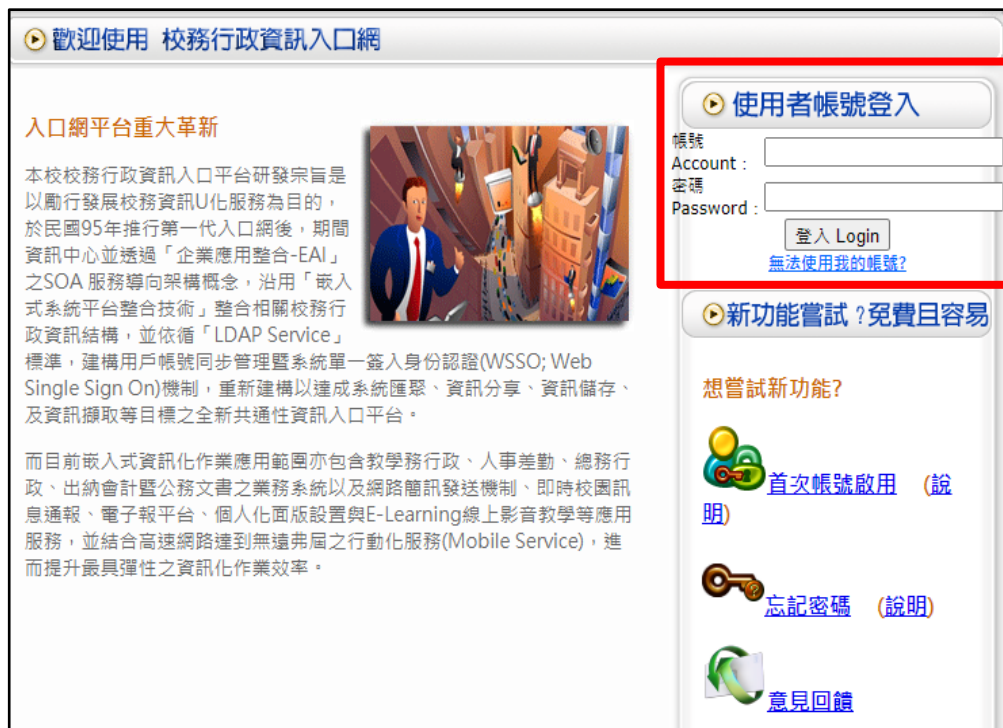 歡迎使用 校務行政資訊入口網
入口網平台重大革新
本校校務行政資訊入口平台研發宗旨是
以勵行發展校務資訊U化服務為目的，
於民國95年推行第一代入口網後，期間
資訊中心並透過「企業應用整合-EAI」
之SOA 服務導向架構概念，沿用「嵌入
式系統平台整合技術」整合相關校務行
政資訊結構，並依循「LDAP Service」
標準，建構用戶帳號同步管理暨系統單一簽入身份認證(WSSO; Web
Single Sign On)機制，重新建構以達成系統匯聚、資訊分享、資訊儲存、
及資訊擷取等目標之全新共通性資訊入口平台。
而目前嵌入式資訊化作業應用範圍亦包含教學務行政、人事差勤、總務行
政、出納會計暨公務文書之業務系統以及網路簡訊發送機制、即時校園訊
息通報、電子報平台、個人化面版設置與E-Learning線上影音教學等應用
服務，並結合高速網路達到無遠弗屆之行動化服務(Mobile Service)，進
而提升最具彈性之資訊化作業效率。
使用者帳號登入
帳號
Account :
密碼
Password :
登入 Login
無法使用我的帳號?
新功能嘗試?免費且容易
想嘗試新功能?
首次帳號啟用 (說
明)
忘記密碼 (說明)
意見回饋